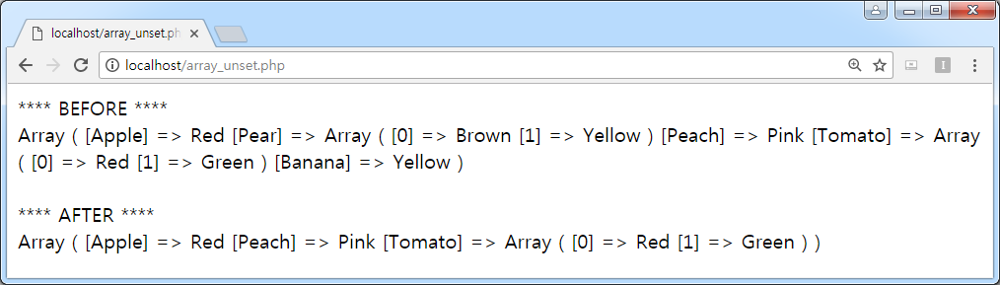 localhost/array_unset.ph
localhost/array_unset.php
**** BEFORE ****
Array ( [Apple] => Red [Pear] => Array ( [0] => Brown [1] => Yellow ) [Peach] => Pink [Tomato] => Array
( [0] => Red [1] => Green ) [Banana] => Yellow )
**** AFTER ****
Array ( [Apple] => Red [Peach] => Pink [Tomato] => Array ( [0] => Red [1] => Green ) )